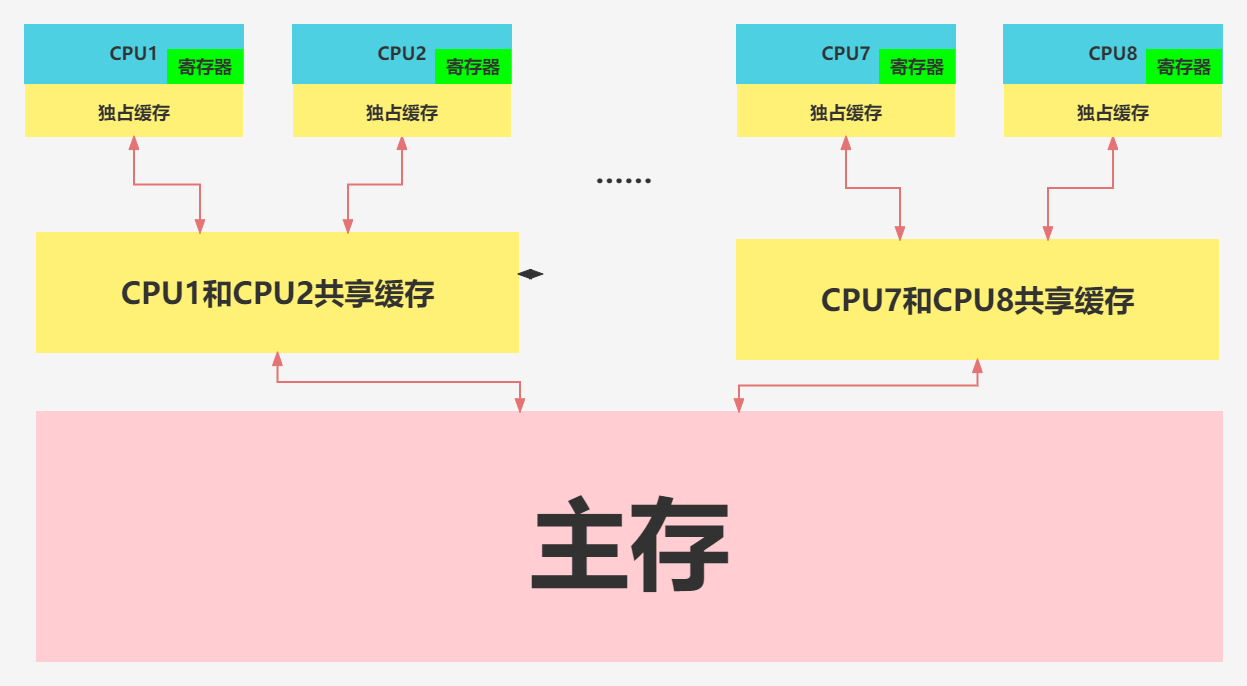 CPU1
寄存器
独占缓存
CPU2
寄存器
独占缓存
......
CPU7
寄存器
独占缓存
CPU8
寄存器
独占缓存
CPU1和CPU2共享缓存
CPU7和CPU8共享缓存
主存